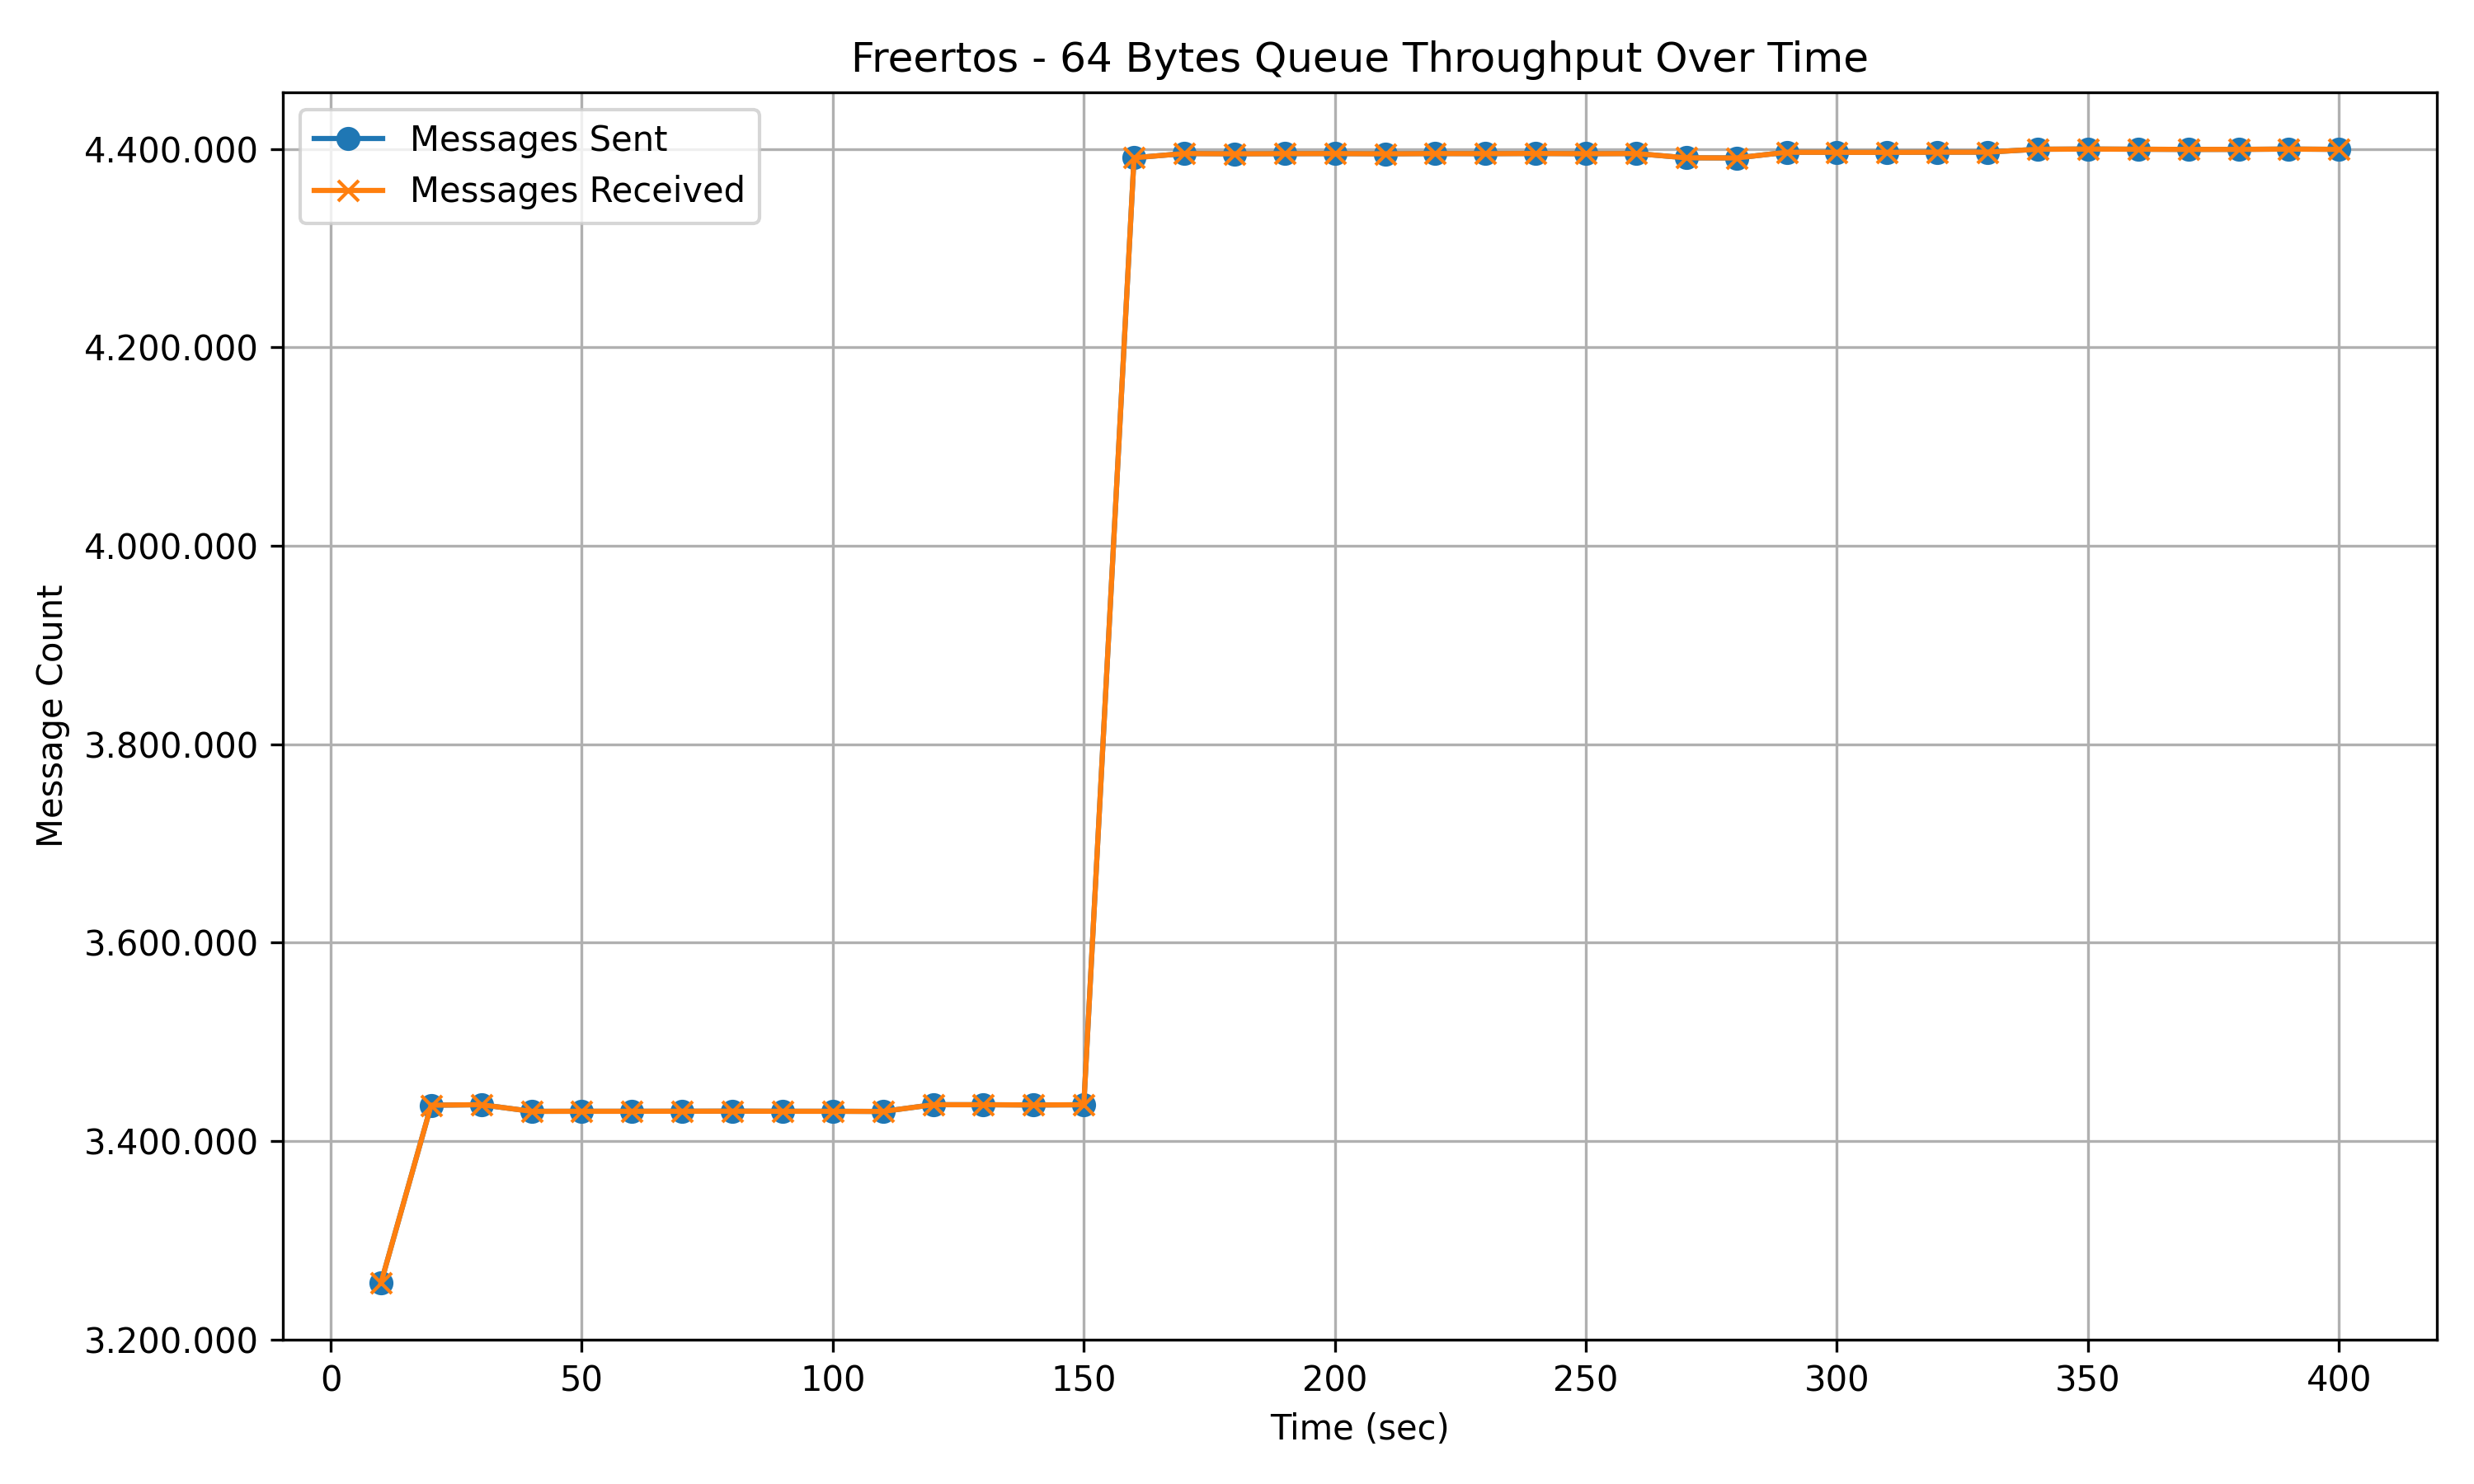 Freertos - 64 Bytes Queue Throughput Over Time
Messages Sent
Messages Received
Message Count
4.400.000
4.200.000
4.000.000
3.800.000
3.600.000
3.400.000
3.200.000
0 50 100 150 200 250 300 350 400
Time (sec)